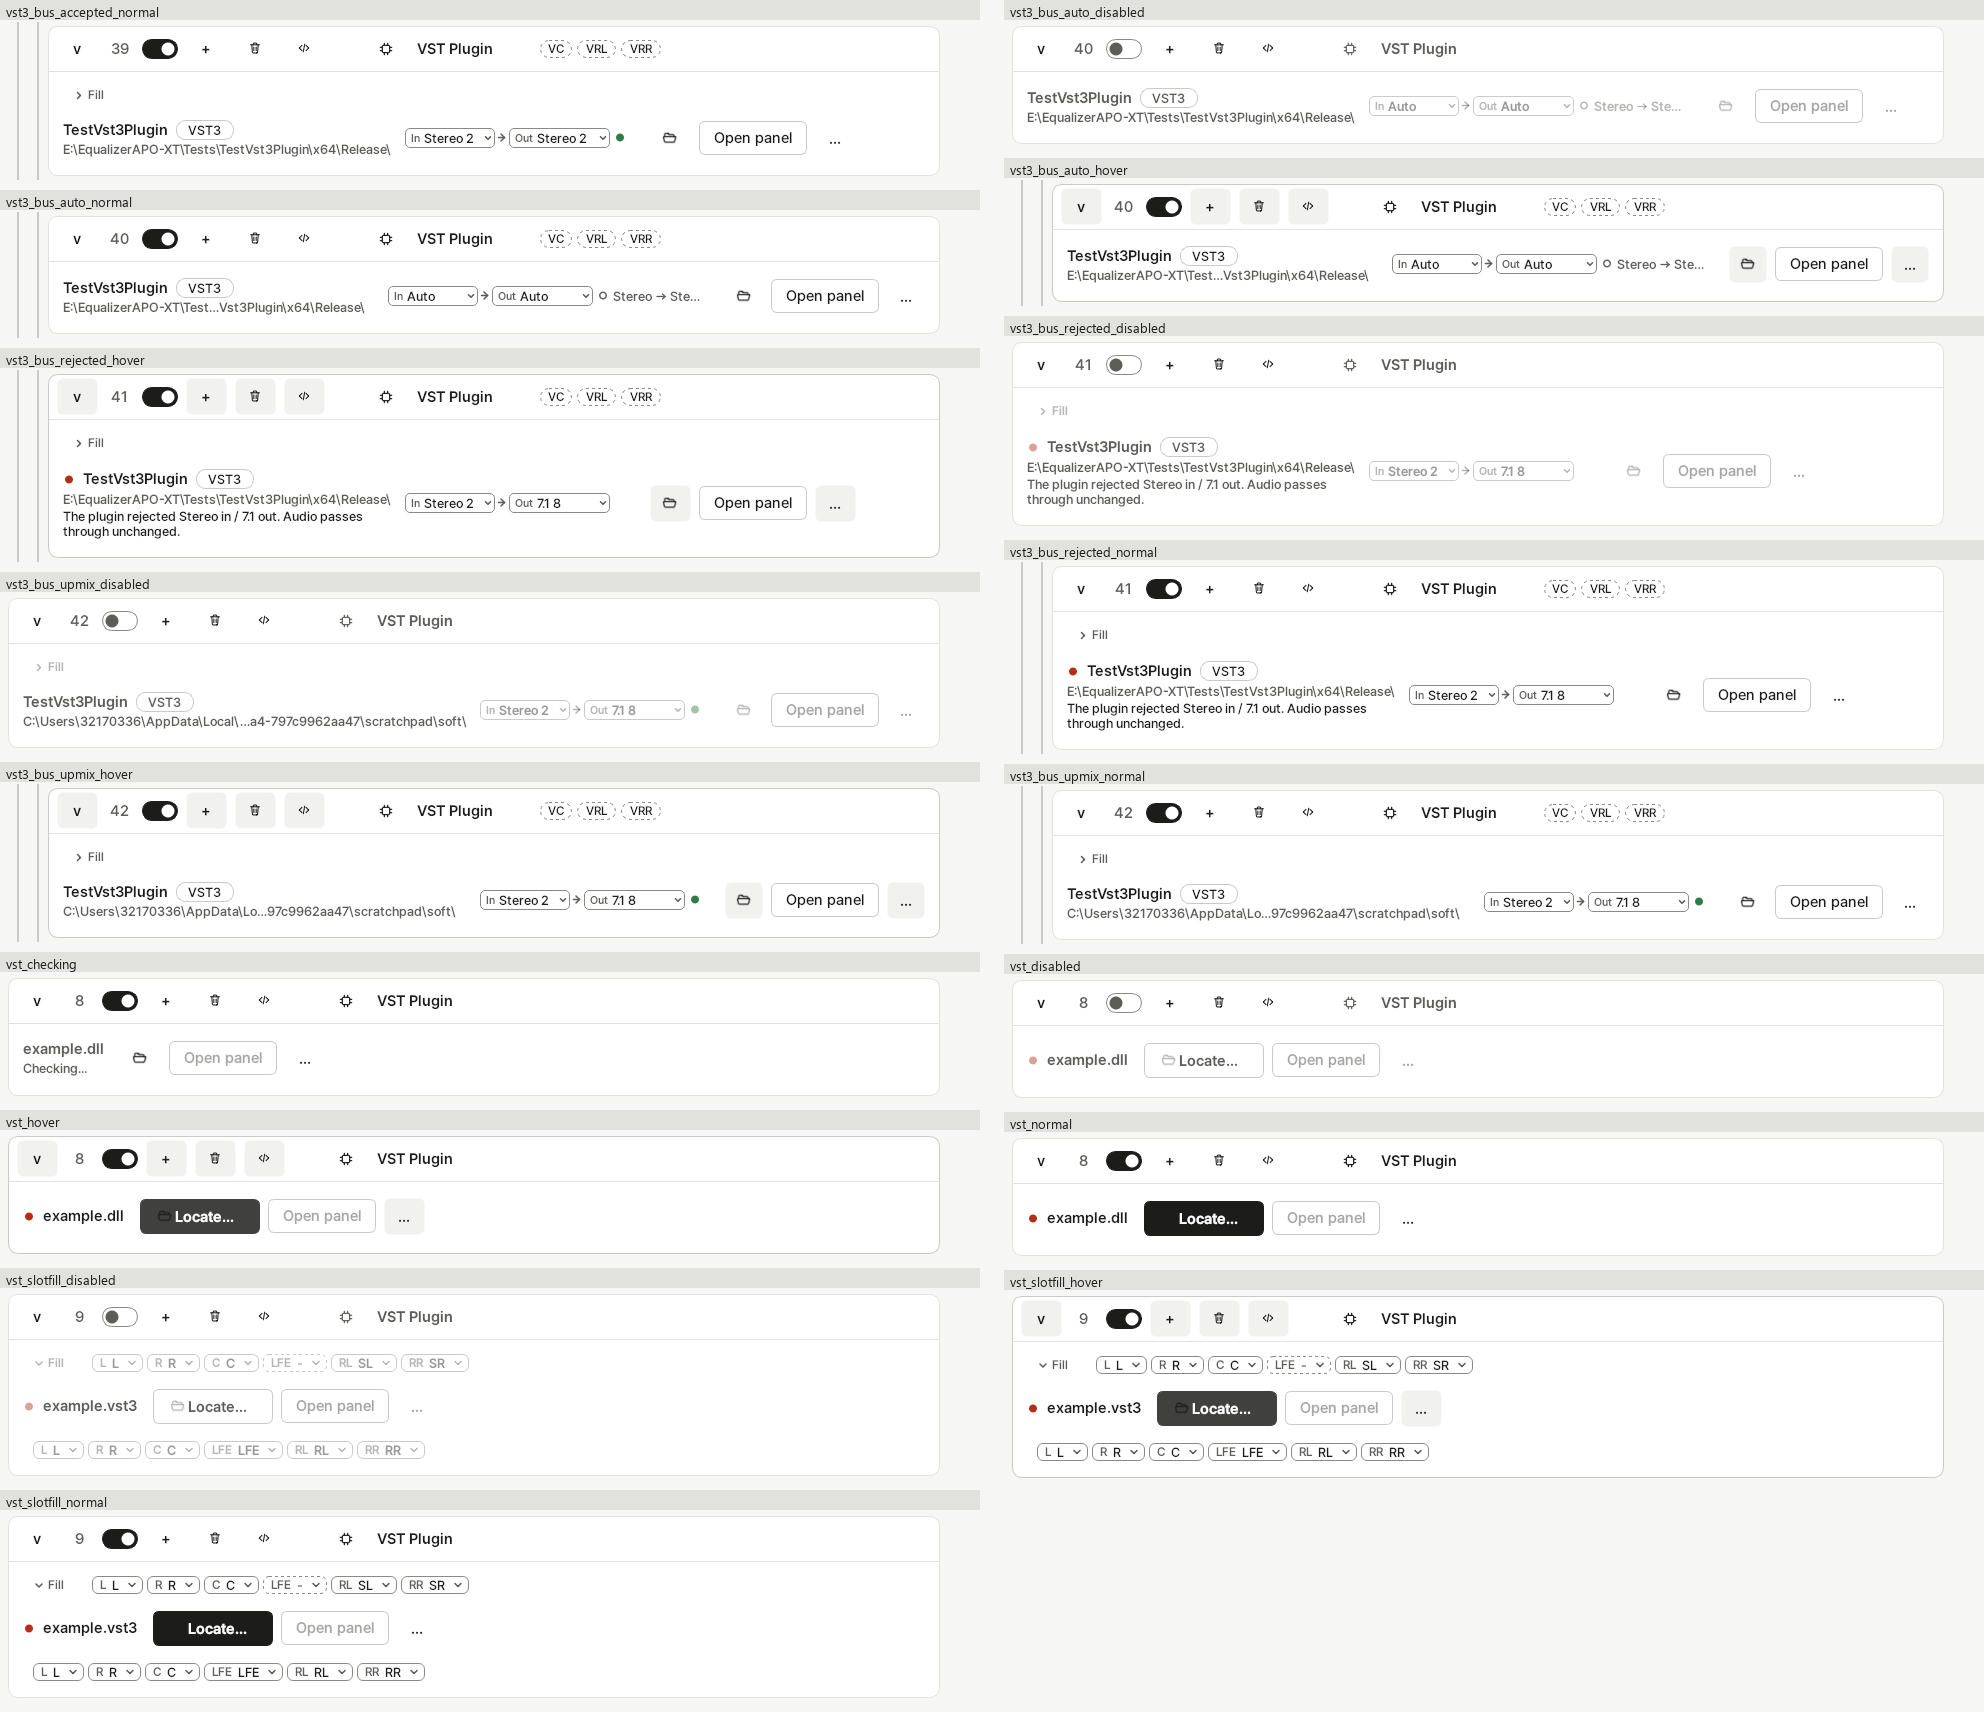 vst3_bus_accepted_normal
v 39 + </> VST Plugin VC VRL VRR
> Fill
TestVst3Plugin VST3
E:\EqualizerAPO-XT\Tests\TestVst3Plugin\x64\Release\
In Stereo 2 → Out Stereo 2 Open panel ...
vst3_bus_auto_normal
v 40 + </> VST Plugin VC VRL VRR
TestVst3Plugin VST3
E:\EqualizerAPO-XT\Test...Vst3Plugin\x64\Release\
In Auto → Out Auto Stereo → Ste... Open panel ...
vst3_bus_rejected_hover
v 41 + </> VST Plugin VC VRL VRR
> Fill
TestVst3Plugin VST3
E:\EqualizerAPO-XT\Tests\TestVst3Plugin\x64\Release\
The plugin rejected Stereo in / 7.1 out. Audio passes
through unchanged.
In Stereo 2 → Out 7.1 8 Open panel ...
vst3_bus_upmix_disabled
v 42 + </> VST Plugin
> Fill
TestVst3Plugin VST3
C:\Users\32170336\AppData\Local\...a4-797c9962aa47\scratchpad\soft\
In Stereo 2 → Out 7.1 8 Open panel ...
vst3_bus_upmix_hover
v 42 + </> VST Plugin VC VRL VRR
> Fill
TestVst3Plugin VST3
C:\Users\32170336\AppData\Lo...97c9962aa47\scratchpad\soft\
In Stereo 2 → Out 7.1 8 Open panel ...
vst_checking
v 8 + </> VST Plugin
example.dll
Checking...
Open panel ...
vst_hover
v 8 + </> VST Plugin
example.dll Locate... Open panel ...
vst_slotfill_disabled
v 9 + </> VST Plugin
Fill L L R R C C LFE - RL SL RR SR
example.vst3 Locate... Open panel ...
L L R R C C LFE LFE RL RL RR RR
vst_slotfill_normal
v 9 + </> VST Plugin
Fill L L R R C C LFE - RL SL RR SR
example.vst3 Locate... Open panel ...
L L R R C C LFE LFE RL RL RR RR
vst3_bus_auto_disabled
v 40 + </> VST Plugin
TestVst3Plugin VST3
E:\EqualizerAPO-XT\Tests\TestVst3Plugin\x64\Release\
In Auto → Out Auto Stereo → Ste... Open panel ...
vst3_bus_auto_hover
v 40 + </> VST Plugin VC VRL VRR
TestVst3Plugin VST3
E:\EqualizerAPO-XT\Test...Vst3Plugin\x64\Release\
In Auto → Out Auto Stereo → Ste... Open panel ...
vst3_bus_rejected_disabled
v 41 + </> VST Plugin
> Fill
TestVst3Plugin VST3
E:\EqualizerAPO-XT\Tests\TestVst3Plugin\x64\Release\
The plugin rejected Stereo in / 7.1 out. Audio passes
through unchanged.
In Stereo 2 → Out 7.1 8 Open panel ...
vst3_bus_rejected_normal
v 41 + </> VST Plugin VC VRL VRR
> Fill
TestVst3Plugin VST3
E:\EqualizerAPO-XT\Tests\TestVst3Plugin\x64\Release\
The plugin rejected Stereo in / 7.1 out. Audio passes
through unchanged.
In Stereo 2 → Out 7.1 8 Open panel ...
vst3_bus_upmix_normal
v 42 + </> VST Plugin VC VRL VRR
> Fill
TestVst3Plugin VST3
C:\Users\32170336\AppData\Lo...97c9962aa47\scratchpad\soft\
In Stereo 2 → Out 7.1 8 Open panel ...
vst_disabled
v 8 + </> VST Plugin
example.dll Locate... Open panel ...
vst_normal
v 8 + </> VST Plugin
example.dll Locate... Open panel ...
vst_slotfill_hover
v 9 + </> VST Plugin
Fill L L R R C C LFE - RL SL RR SR
example.vst3 Locate... Open panel ...
L L R R C C LFE LFE RL RL RR RR